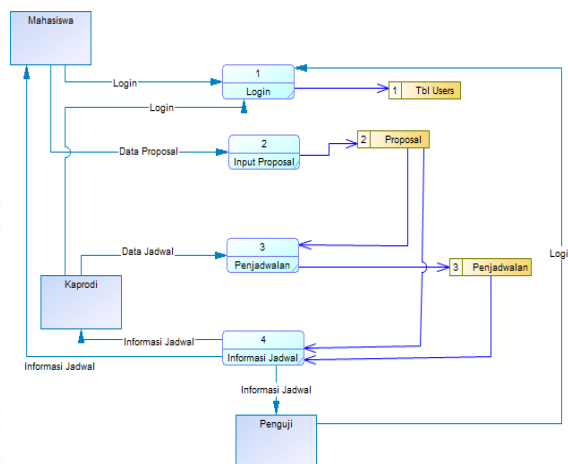 Mahasiswa
1
Login
Login
1 Tbl Users
Login
2
Input Proposal
Data Proposal
2 Proposal
3
Penjadwalan
Data Jadwal
3 Penjadwalan
Logi
Kaprodi
4
Informasi Jadwal
Informasi Jadwal
Informasi Jadwal
Informasi Jadwal
Penguji